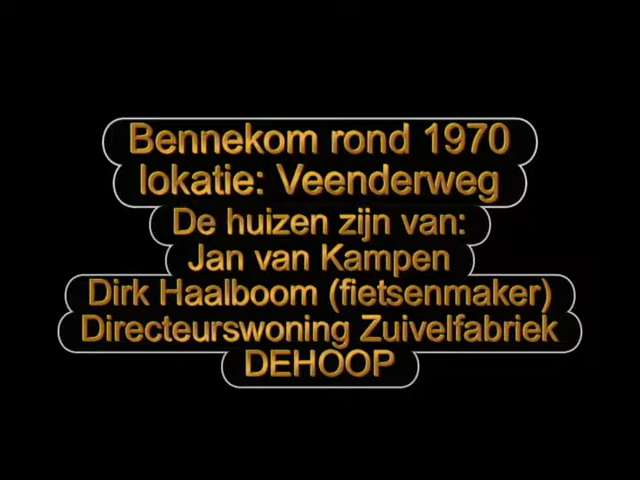 Bennekom rond 1970
lokatie: Veenderweg
De huizen zijn van:
Jan van Kampen
Dirk Haalboom (fietsenmaker)
Directeurswoning Zuivelfabriek
DEHOOP